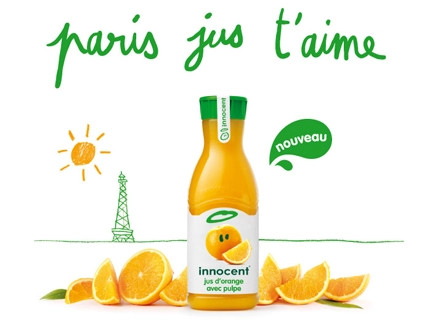 paris jus t'aime
innocent
nouveau
innocent
jus d'orange
avec pulpe